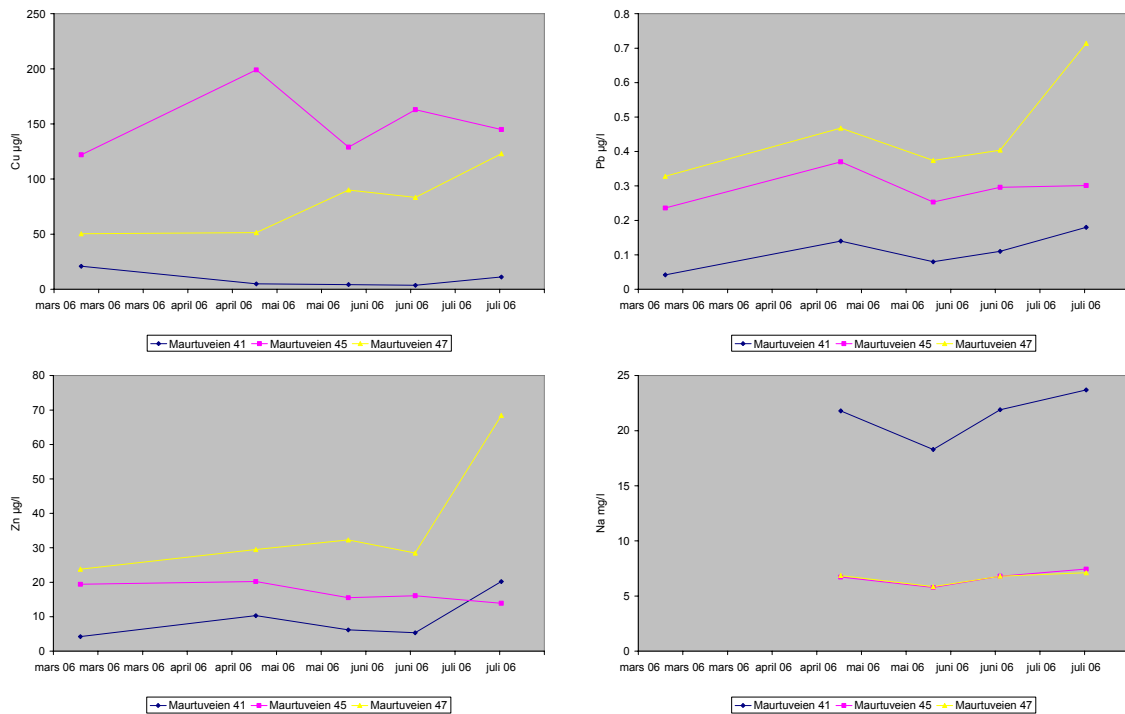 250
200
150
100
50
0
Cu µg/l
mars 06 mars 06 mars 06 april 06 april 06 mai 06 mai 06 juni 06 juni 06 juli 06 juli 06
Maurtuveien 41 Maurtuveien 45 Maurtuveien 47
0.8
0.7
0.6
0.5
0.4
0.3
0.2
0.1
0
Pb µg/l
mars 06 mars 06 mars 06 april 06 april 06 mai 06 mai 06 juni 06 juni 06 juli 06 juli 06
Maurtuveien 41 Maurtuveien 45 Maurtuveien 47
80
70
60
50
40
30
20
10
0
Zn µg/l
mars 06 mars 06 mars 06 april 06 april 06 mai 06 mai 06 juni 06 juni 06 juli 06 juli 06
Maurtuveien 41 Maurtuveien 45 Maurtuveien 47
25
20
15
10
5
0
Na mg/l
mars 06 mars 06 mars 06 april 06 april 06 mai 06 mai 06 juni 06 juni 06 juli 06 juli 06
Maurtuveien 41 Maurtuveien 45 Maurtuveien 47